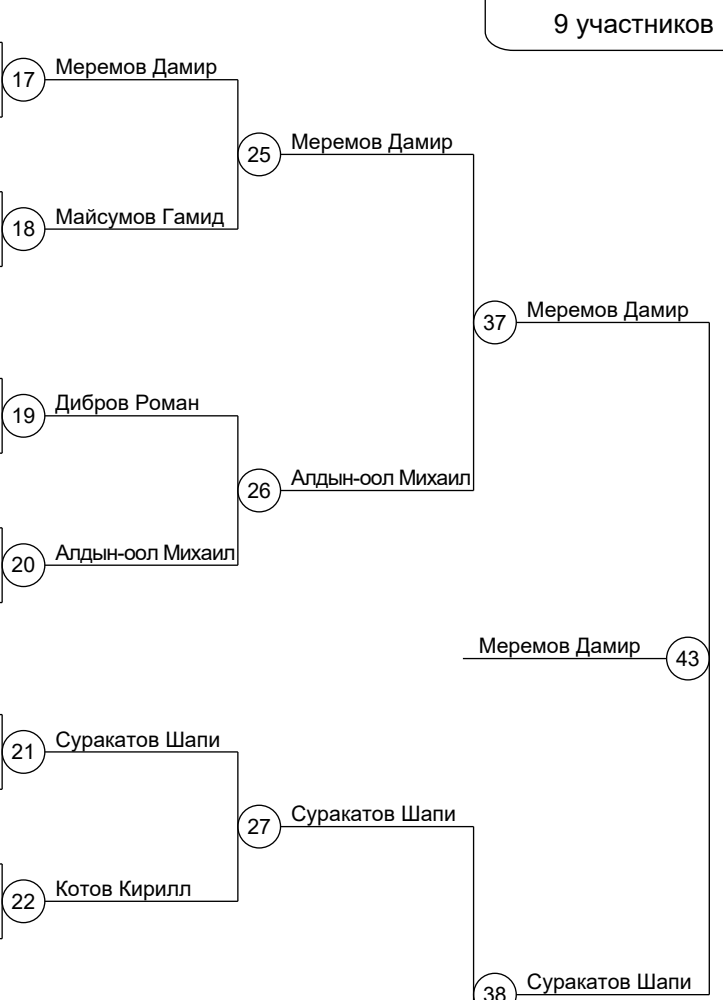 9 участников
17 Меремов Дамир
25 Меремов Дамир
18 Майсумов Гамид
37 Меремов Дамир
19 Дибров Роман
26 Алдын-оол Михаил
20 Алдын-оол Михаил
Меремов Дамир 43
21 Суракатов Шапи
27 Суракатов Шапи
22 Котов Кирилл
38 Суракатов Шапи